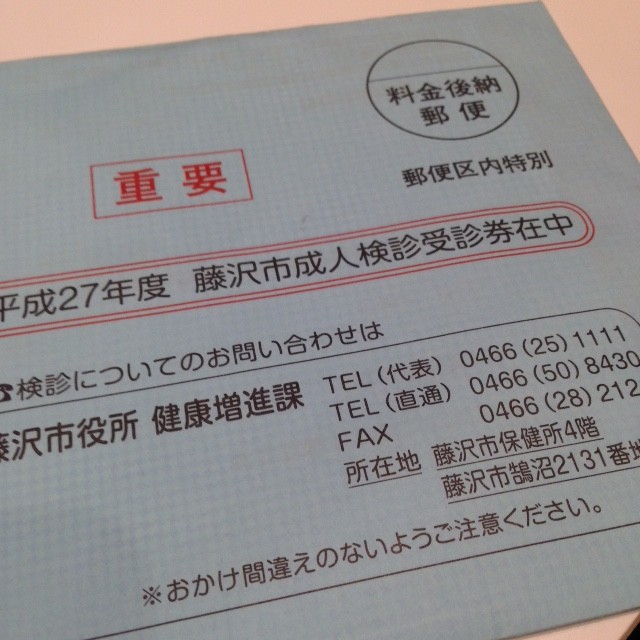 料金後納
郵便
重要
郵便区内特別
平成27年度 藤沢市成人検診受診券在中
☎検診についてのお問い合わせは
藤沢市役所 健康増進課
TEL(代表) 0466(25)1111
TEL(直通) 0466(50)8430
FAX 0466(28)212
所在地 藤沢市保健所4階
藤沢市鵠沼2131番地
※おかけ間違えのないようご注意ください。